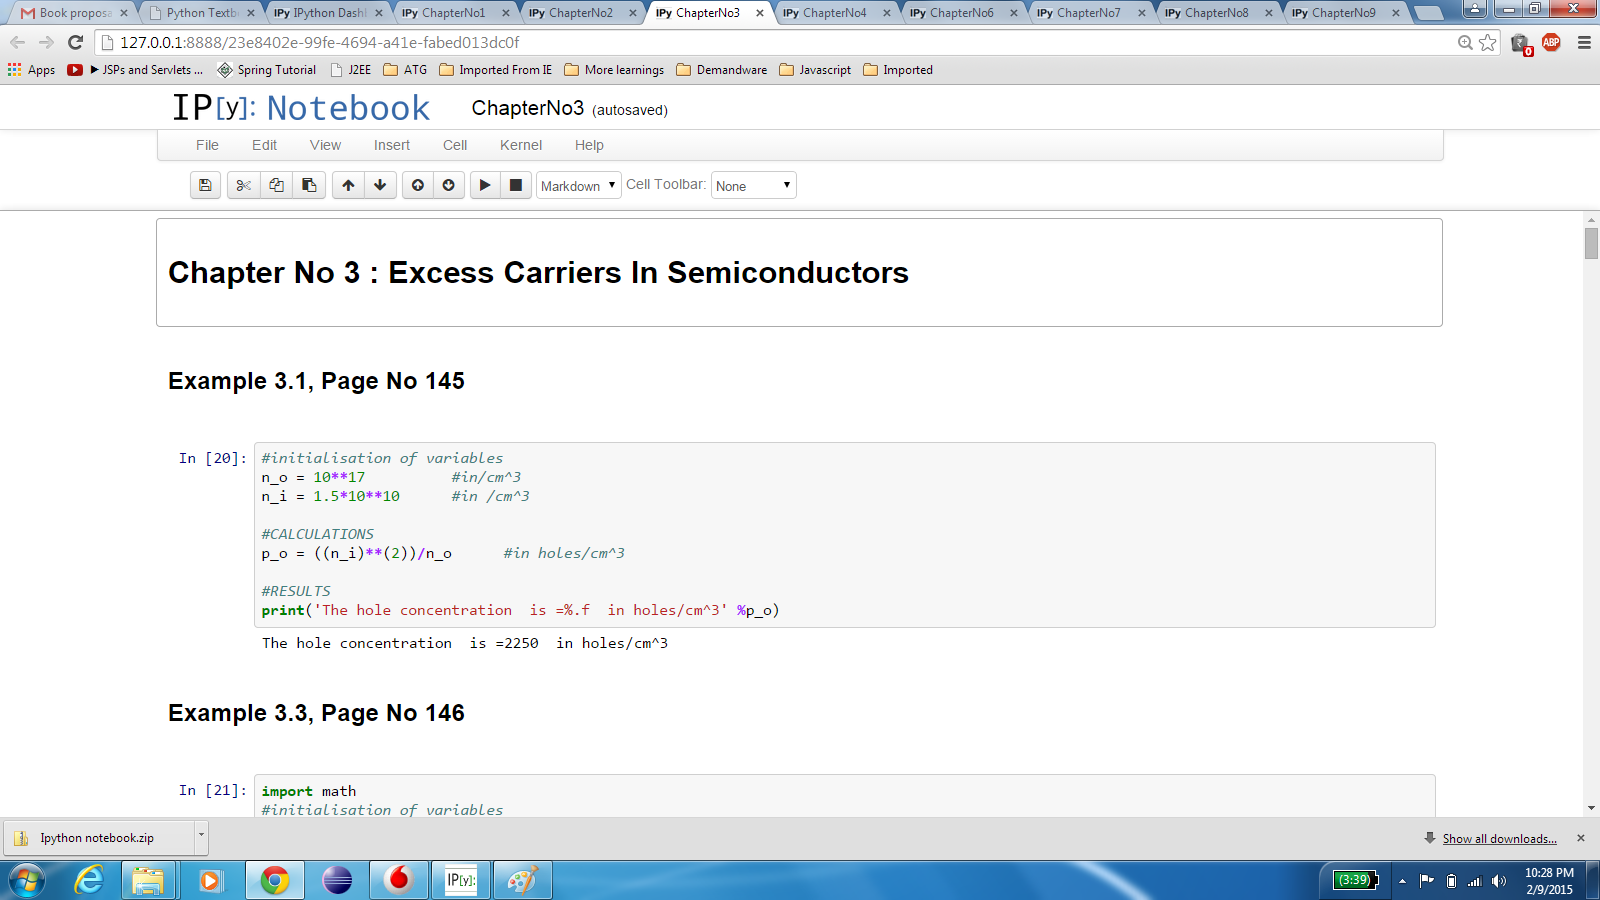 Book proposa
Python Textb
IPy IPython Dash
IPy ChapterNo1
IPy ChapterNo2
IPy ChapterNo3
IPy ChapterNo4
IPy ChapterNo6
IPy ChapterNo7
IPy ChapterNo8
IPy ChapterNo9
127.0.0.1:8888/23e8402e-99fe-4694-a41e-fabed013dc0f
0
ABP
Apps
JSPs and Servlets ...
Spring Tutorial
J2EE
ATG
Imported From IE
More learnings
Demandware
Javascript
Imported
IP[y]: Notebook
ChapterNo3 (autosaved)
File Edit View Insert Cell Kernel Help
Markdown
Cell Toolbar:
None
Chapter No 3 : Excess Carriers In Semiconductors
Example 3.1, Page No 145
In [20]:
#initialisation of variables
n_o = 10**17          #in/cm^3
n_i = 1.5*10**10      #in /cm^3
#CALCULATIONS
p_o = ((n_i)**(2))/n_o      #in holes/cm^3
#RESULTS
print('The hole concentration  is =%.f  in holes/cm^3' %p_o)
The hole concentration  is =2250  in holes/cm^3
Example 3.3, Page No 146
In [21]:
import math
#initialisation of variables
Ipython notebook.zip
Show all downloads...
IP[y]:
(3:39)
10:28 PM
2/9/2015